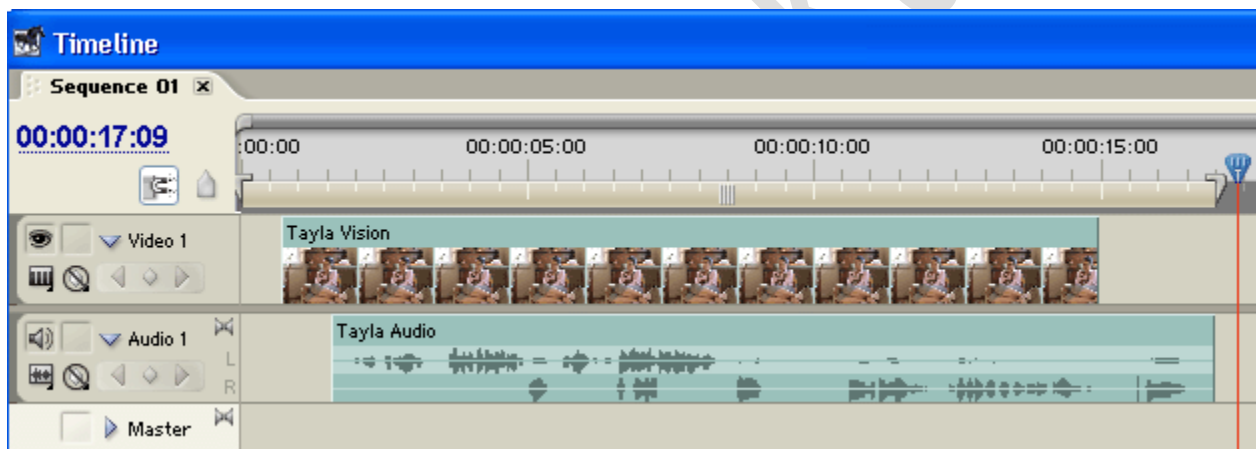 Timeline
Sequence 01
00:00:17:09
:00:00 00:00:05:00 00:00:10:00 00:00:15:00
Video 1
Tayla Vision
Audio 1
Tayla Audio
L
R
Master